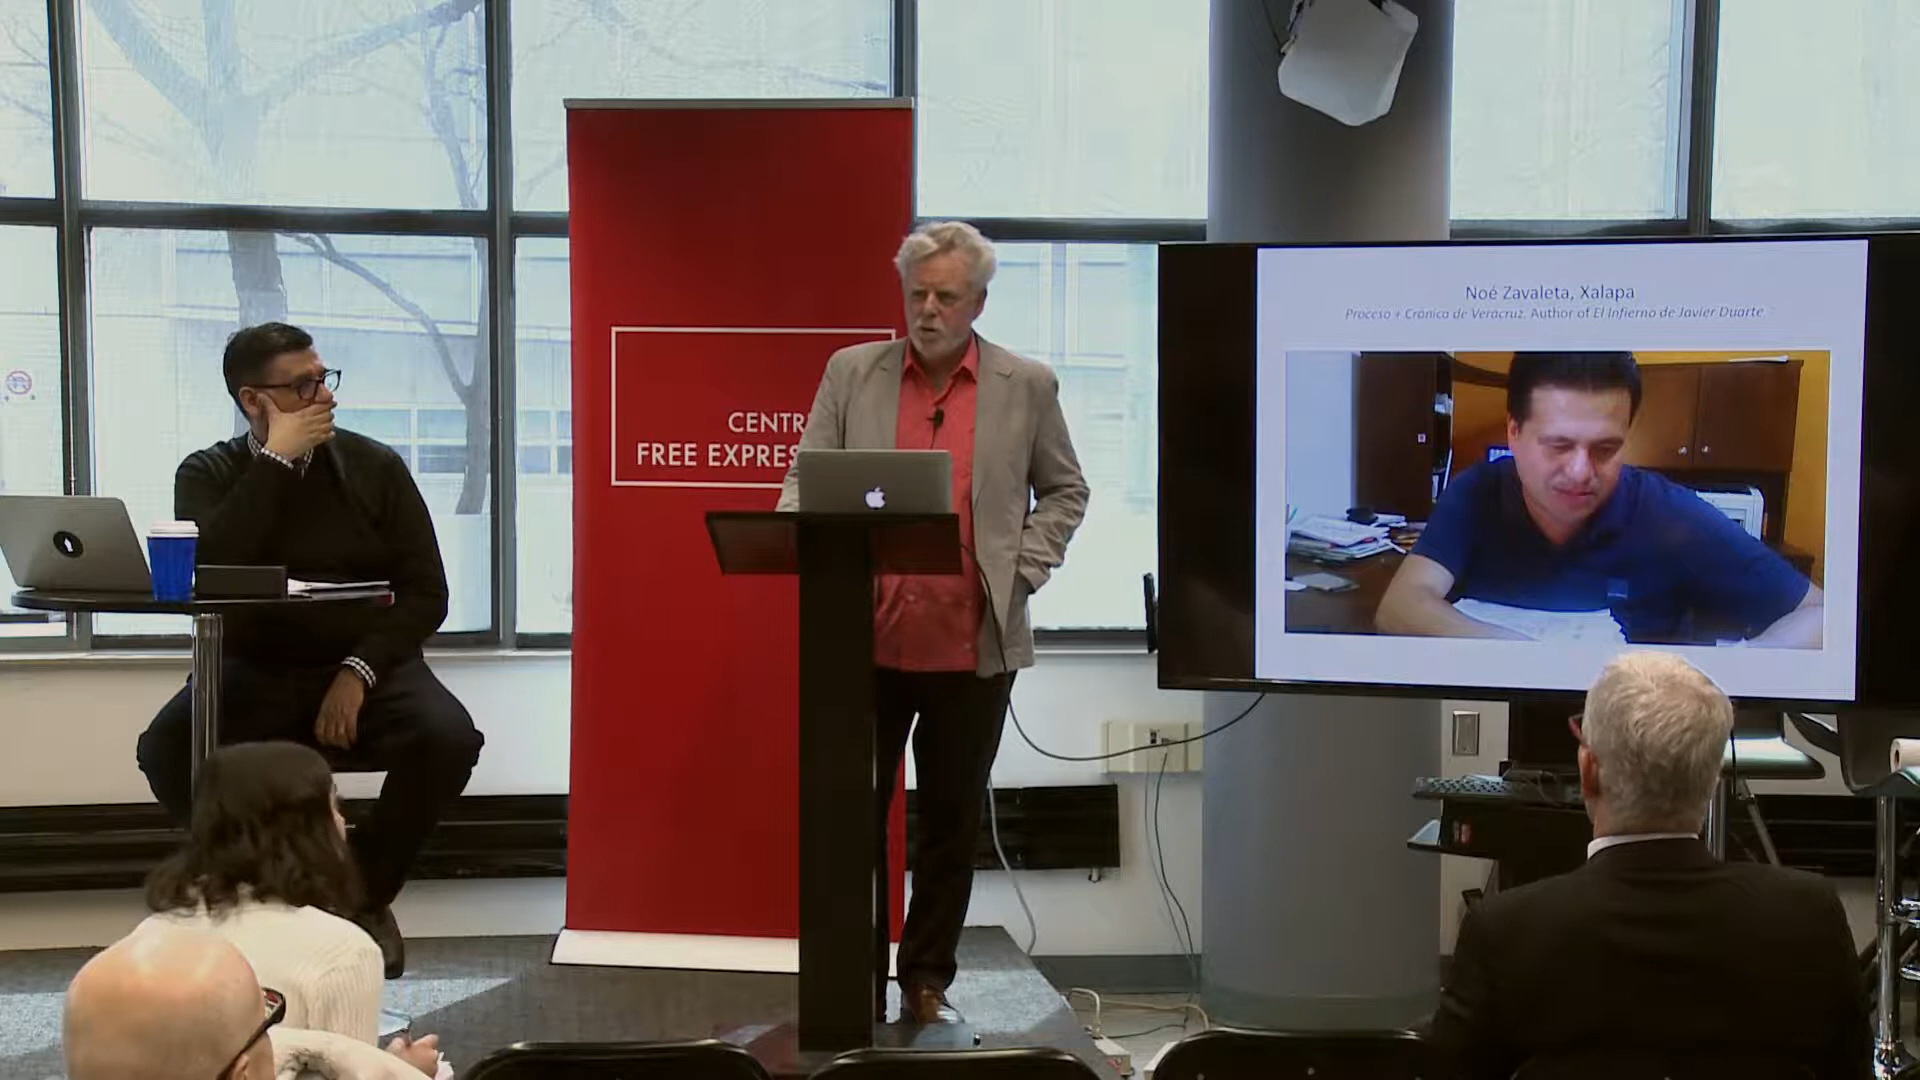 CENTR
FREE EXPRES
Noé Zavaleta, Xalapa
Proceso + Crónica de Veracruz. Author of El Infierno de Javier Duarte